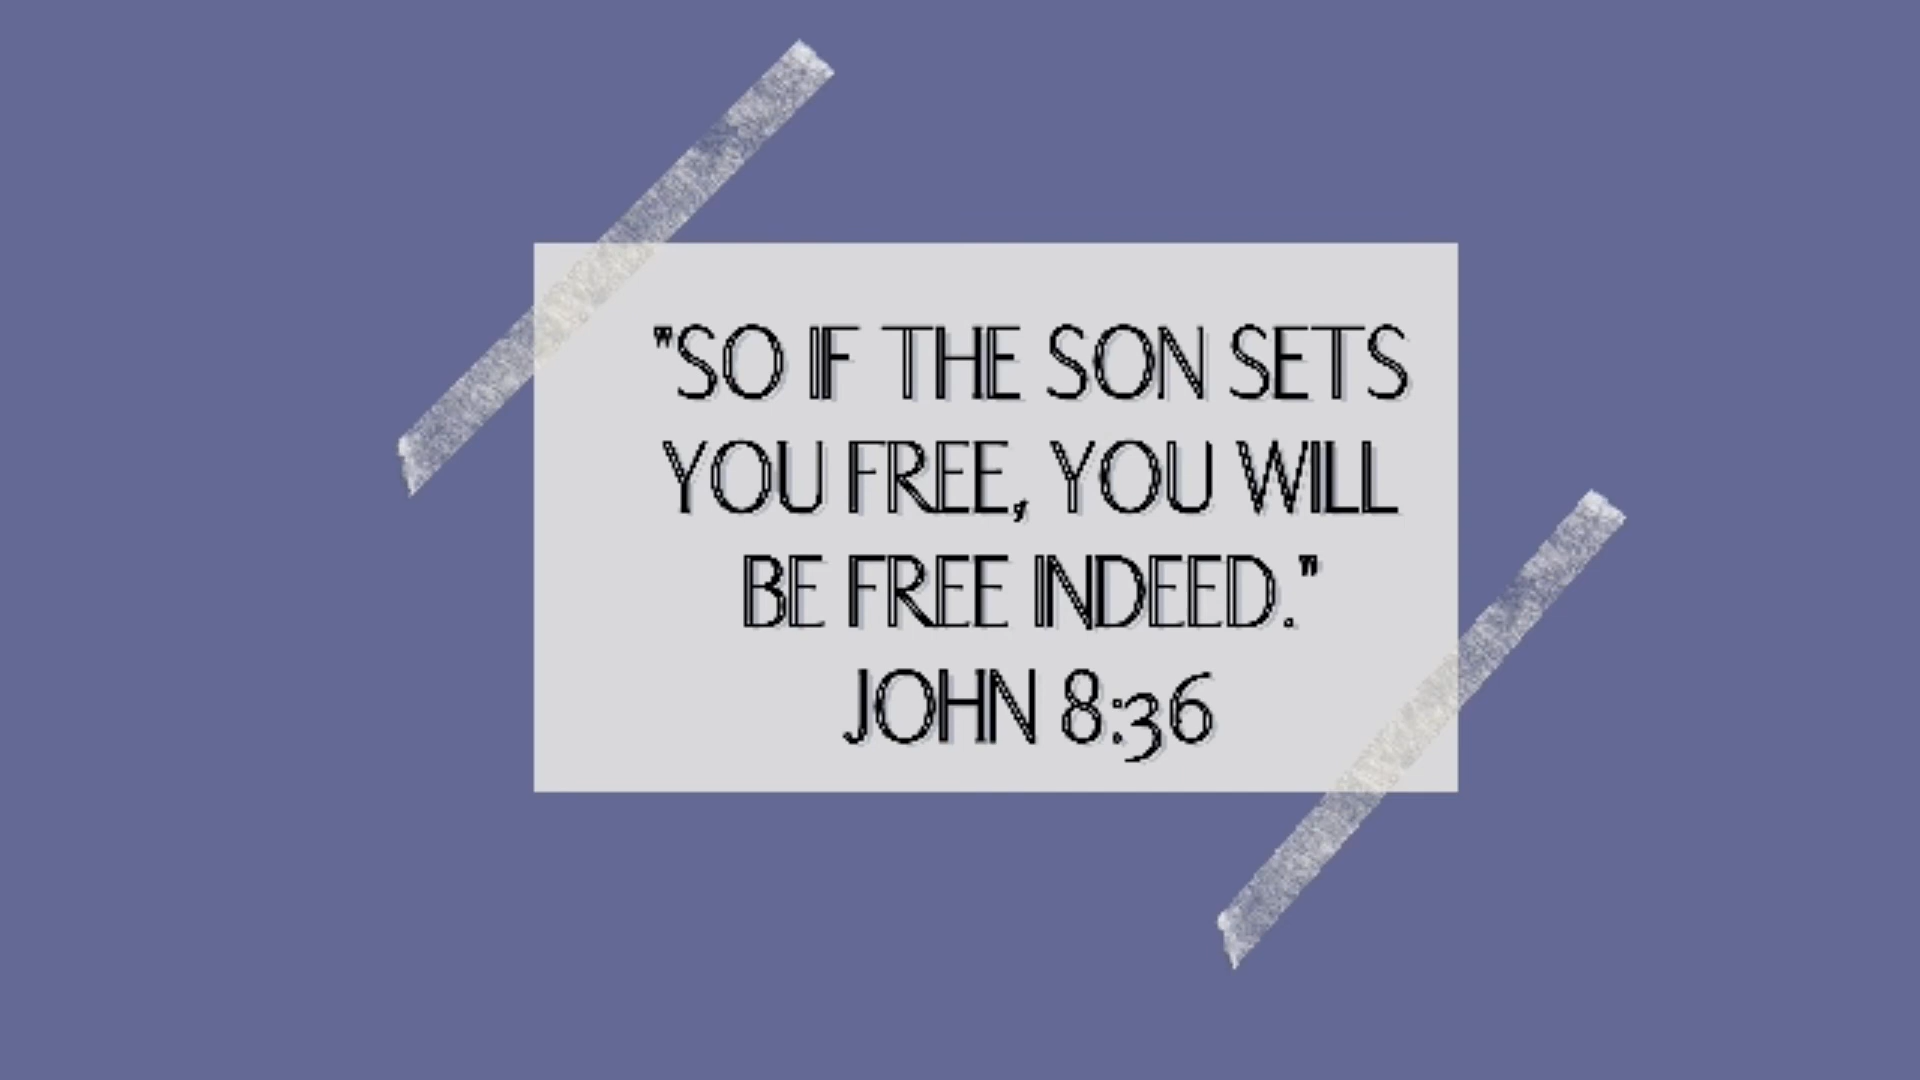 "SO IF THE SON SETS
YOU FREE, YOU WILL
BE FREE INDEED."
JOHN 8:36